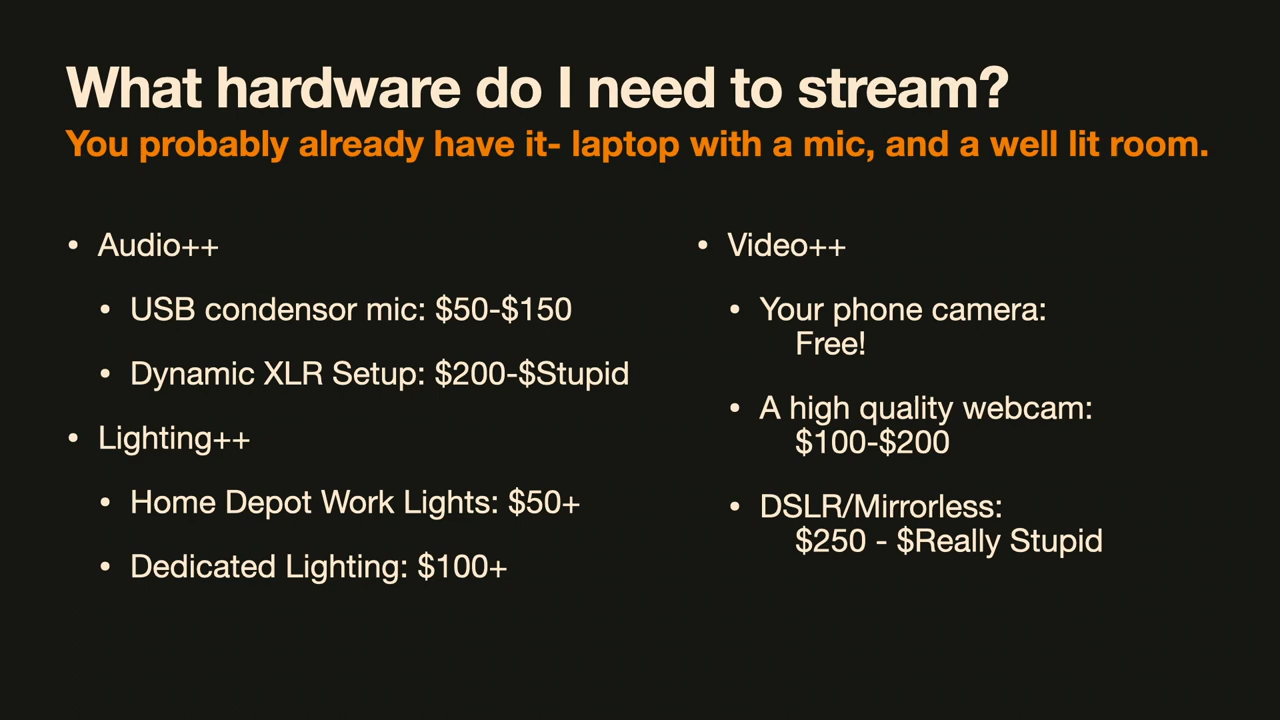 What hardware do I need to stream?
You probably already have it- laptop with a mic, and a well lit room.
• Audio++
• USB condensor mic: $50-$150
• Dynamic XLR Setup: $200-$Stupid
• Lighting++
• Home Depot Work Lights: $50+
• Dedicated Lighting: $100+
• Video++
• Your phone camera:
Free!
• A high quality webcam:
$100-$200
• DSLR/Mirrorless:
$250 - $Really Stupid